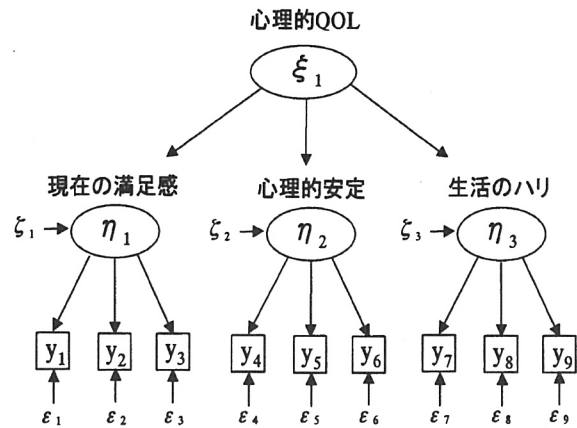 心理的QOL
ξ1
現在の満足感 心理的安定 生活のハリ
ζ1 η1 ζ2 η2 ζ3 η3
y1 y2 y3 y4 y5 y6 y7 y8 y9
ε1 ε2 ε3 ε4 ε5 ε6 ε7 ε8 ε9